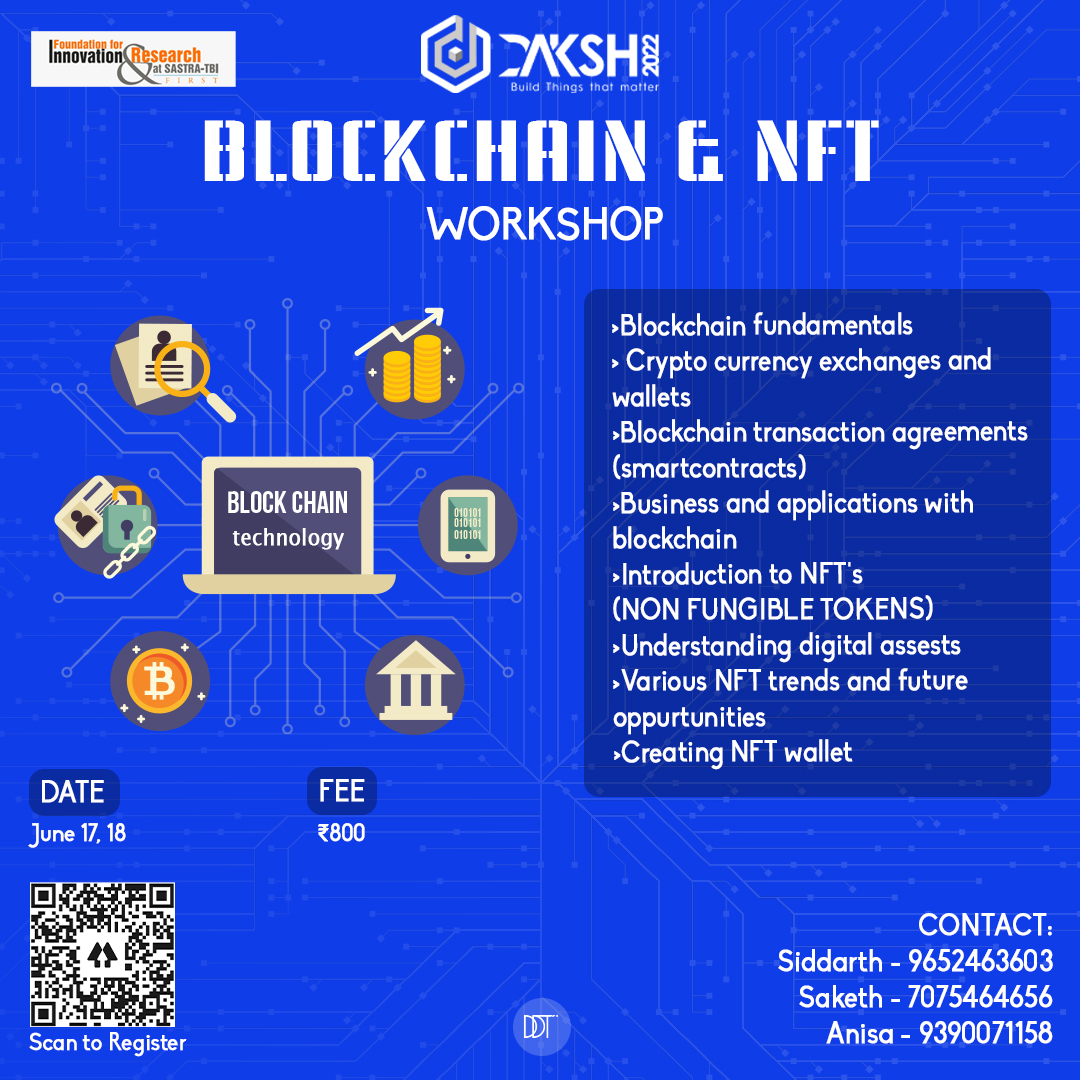 Foundation for
Innovation & Research
at SASTRA-TBI
FIRST
DAKSH 2022
Build Things that matter
BLOCKCHAIN & NFT
WORKSHOP
BLOCK CHAIN
technology
010101
010101
010101
>Blockchain fundamentals
> Crypto currency exchanges and
wallets
>Blockchain transaction agreements
(smartcontracts)
>Business and applications with
blockchain
>Introduction to NFT's
(NON FUNGIBLE TOKENS)
>Understanding digital assests
>Various NFT trends and future
oppurtunities
>Creating NFT wallet
DATE
June 17, 18
FEE
₹800
Scan to Register
DDT
CONTACT:
Siddarth - 9652463603
Saketh - 7075464656
Anisa - 9390071158